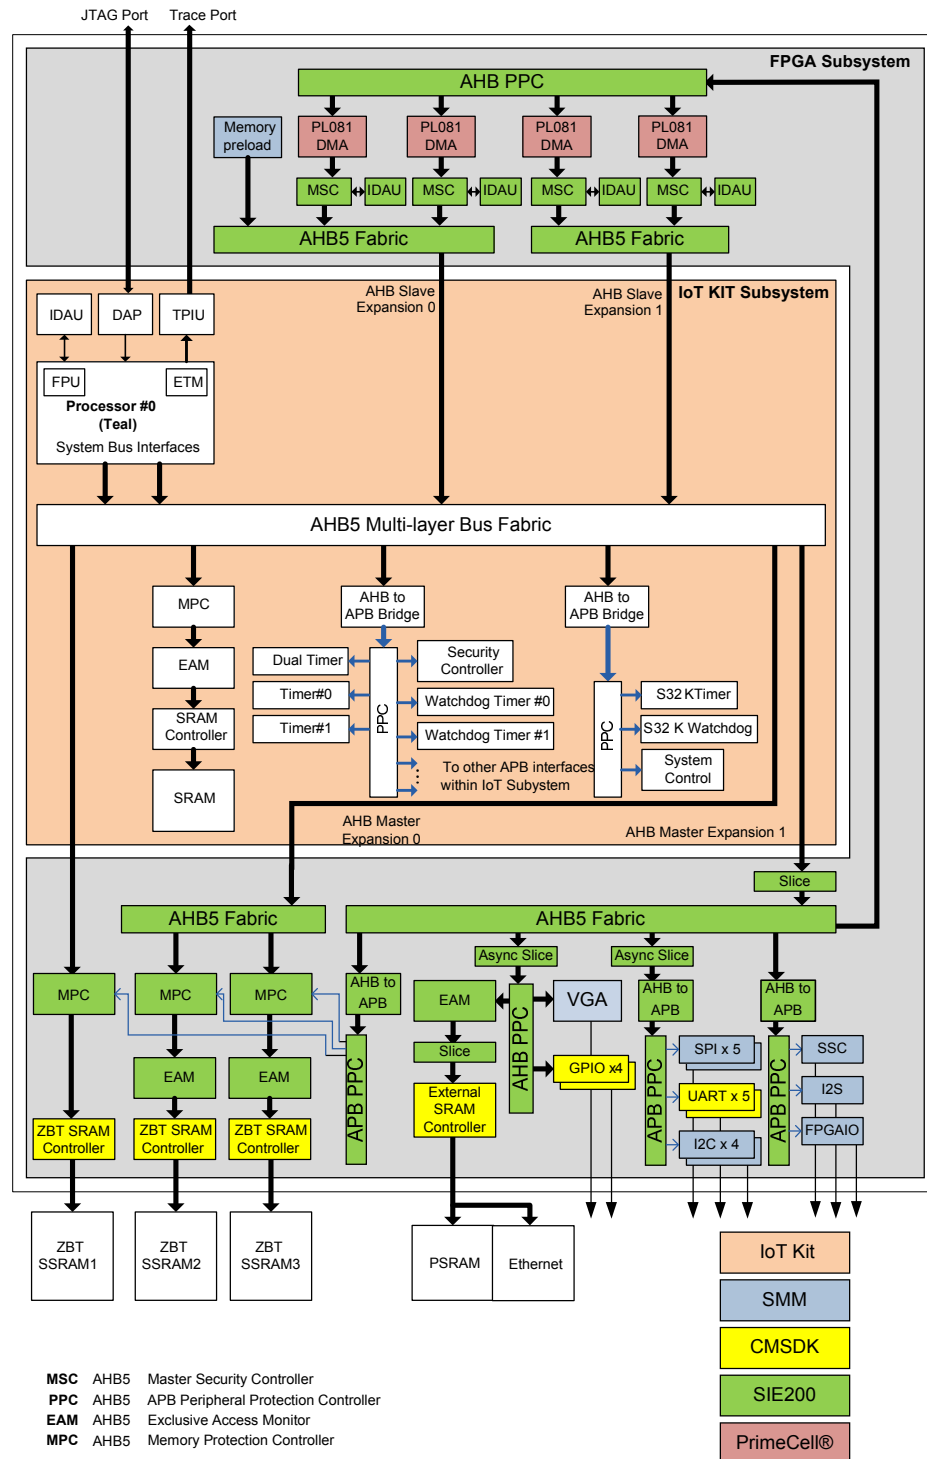 JTAG Port
Trace Port
FPGA Subsystem
AHB PPC
Memory
preload
PL081
DMA
PL081
DMA
PL081
DMA
PL081
DMA
MSC
IDAU
MSC
IDAU
MSC
IDAU
MSC
IDAU
AHB5 Fabric
AHB5 Fabric
AHB Slave
Expansion 0
AHB Slave
Expansion 1
IoT KIT Subsystem
IDAU
DAP
TPIU
FPU
ETM
Processor #0
(Teal)
System Bus Interfaces
AHB5 Multi-layer Bus Fabric
MPC
EAM
SRAM
Controller
SRAM
AHB to
APB Bridge
Dual Timer
Timer#0
Timer#1
PPC
Security
Controller
Watchdog Timer #0
Watchdog Timer #1
To other APB interfaces
within IoT Subystem
AHB to
APB Bridge
PPC
S32 KTimer
S32 K Watchdog
System
Control
AHB Master
Expansion 0
AHB Master Expansion 1
Slice
AHB5 Fabric
AHB5 Fabric
MPC
MPC
MPC
AHB to
APB
APB PPC
EAM
EAM
ZBT SRAM
Controller
ZBT SRAM
Controller
ZBT SRAM
Controller
Async Slice
EAM
Slice
External
SRAM
Controller
AHB PPC
VGA
GPIO x4
Async Slice
AHB to
APB
APB PPC
SPI x 5
UART x 5
I2C x 4
AHB to
APB
APB PPC
SSC
I2S
FPGAIO
ZBT
SSRAM1
ZBT
SSRAM2
ZBT
SSRAM3
PSRAM
Ethernet
IoT Kit
SMM
CMSDK
SIE200
PrimeCell®
MSC AHB5 Master Security Controller
PPC AHB5 APB Peripheral Protection Controller
EAM AHB5 Exclusive Access Monitor
MPC AHB5 Memory Protection Controller